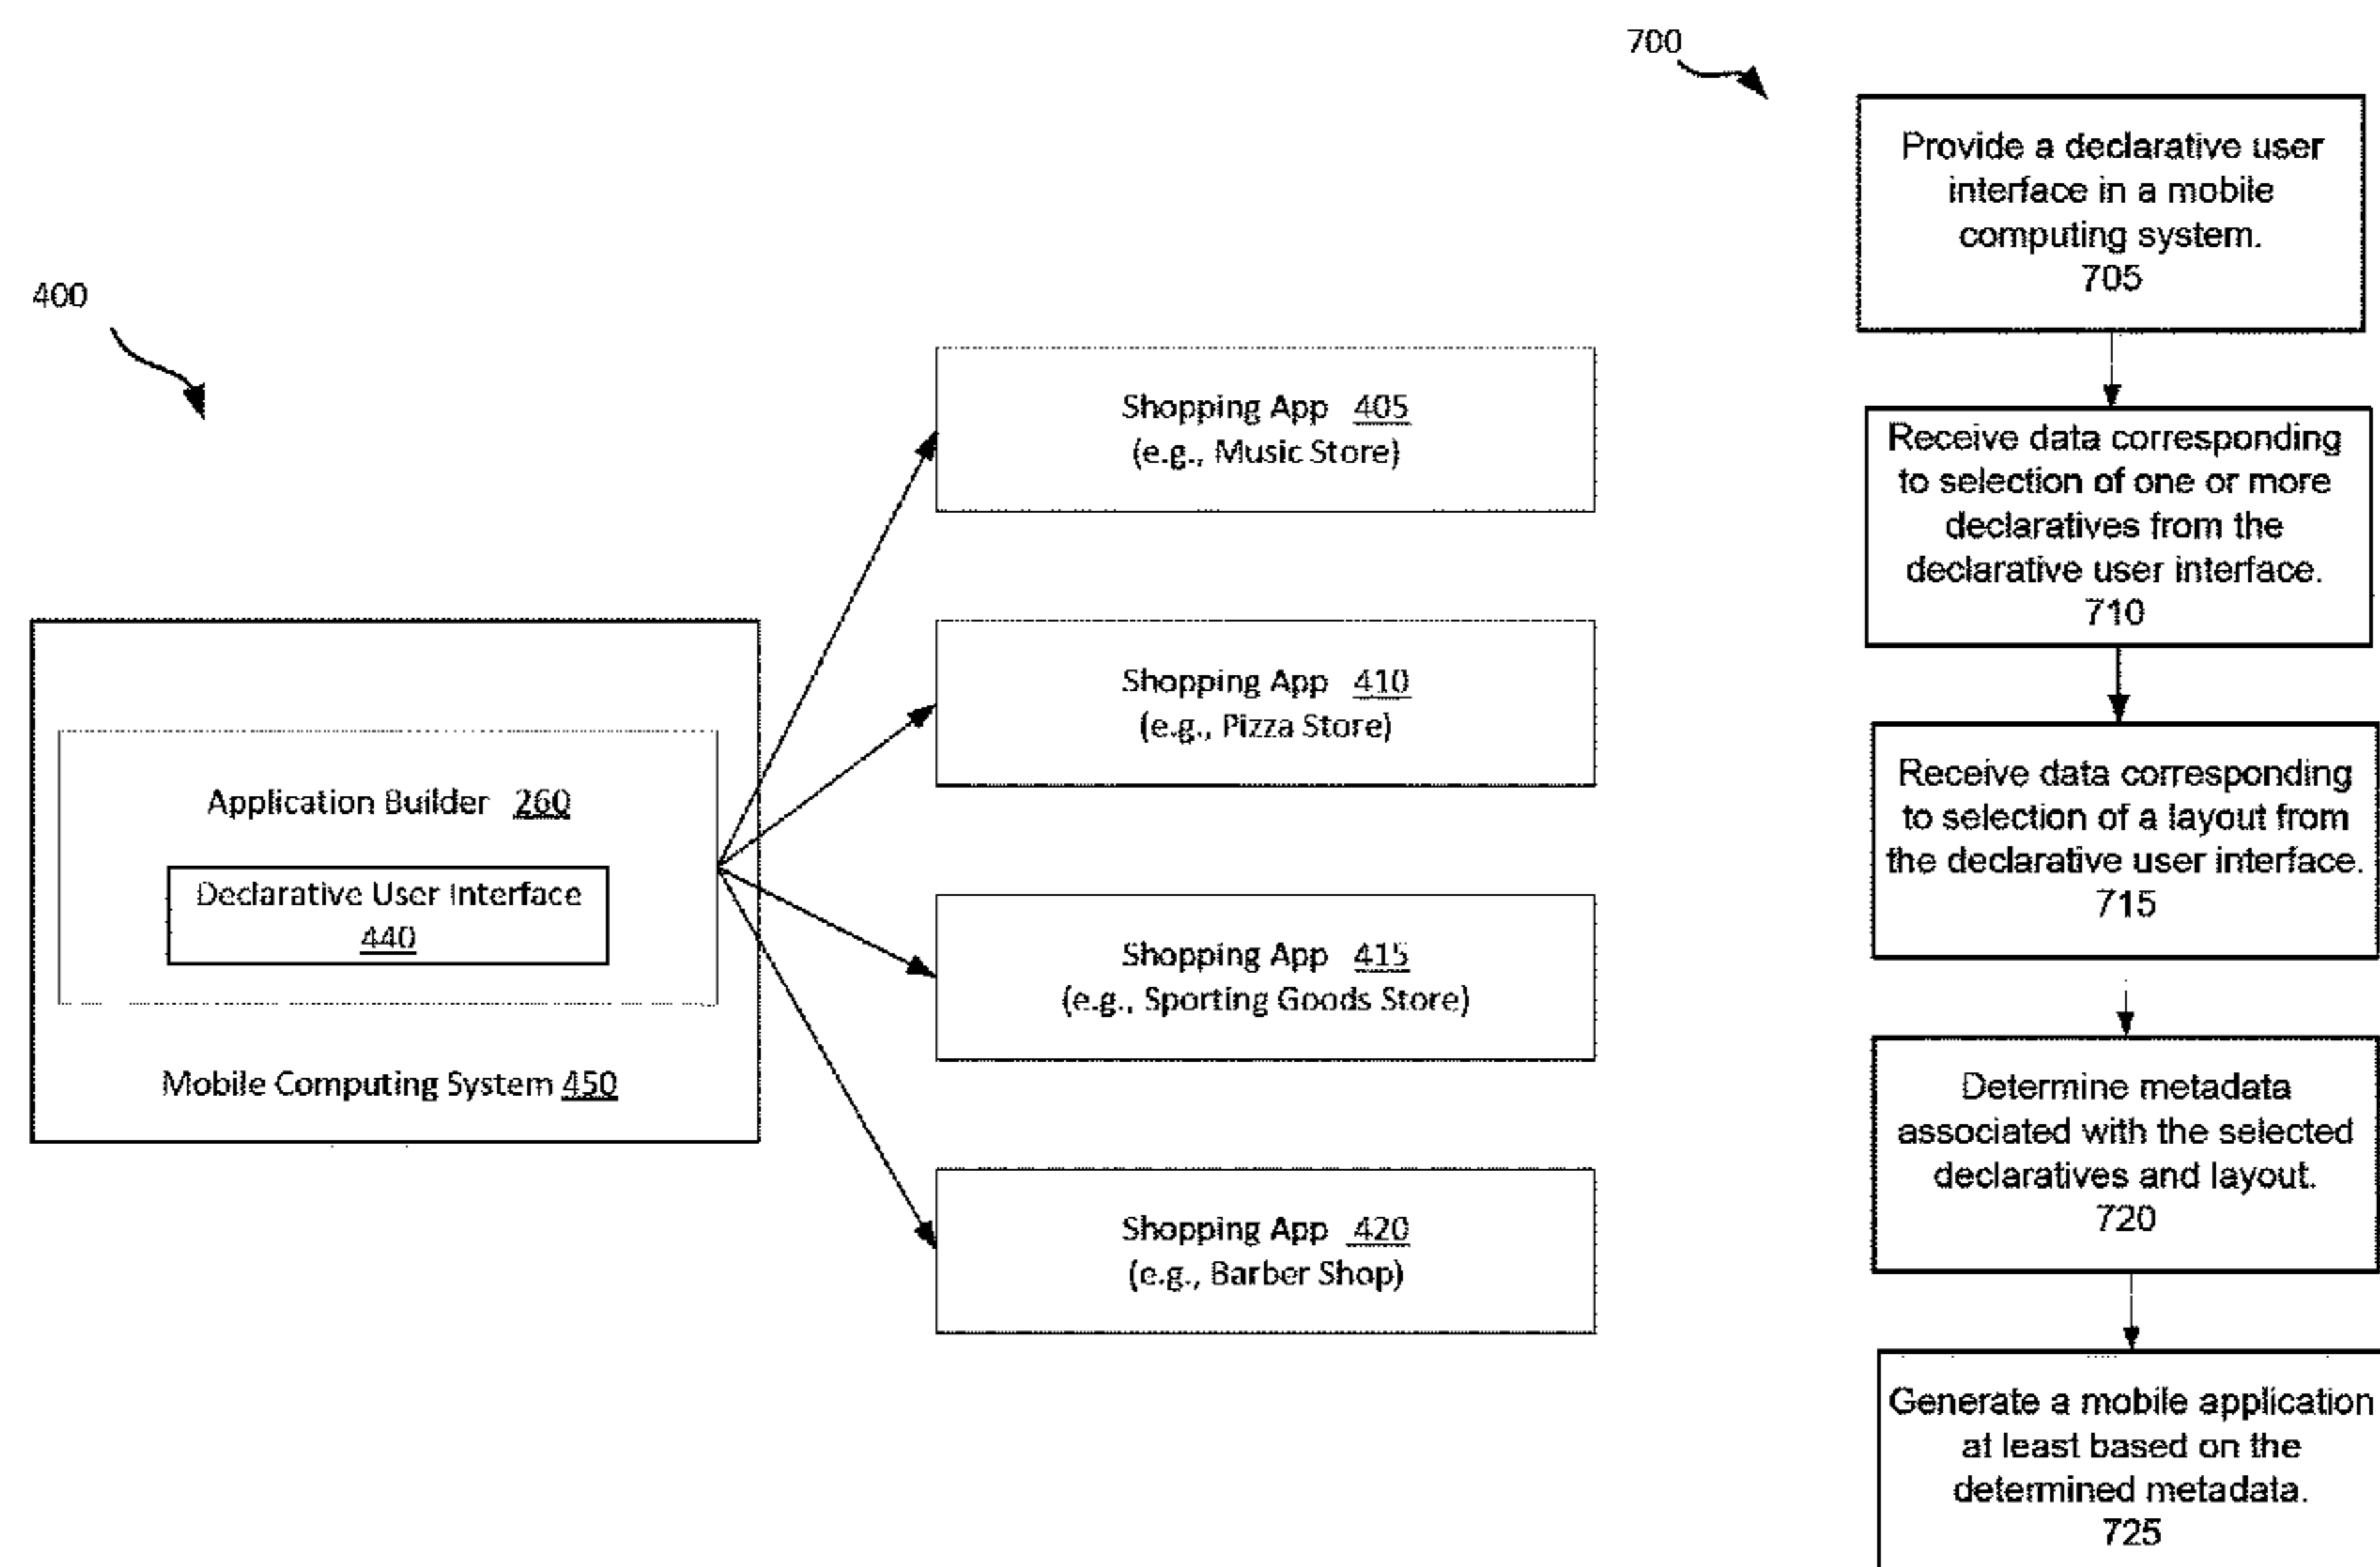 400
Application Builder 260
Declarative User Interface
440
Mobile Computing System 450
Shopping App 405
(e.g., Music Store)
Shopping App 410
(e.g., Pizza Store)
Shopping App 415
(e.g., Sporting Goods Store)
Shopping App 420
(e.g., Barber Shop)
700
Provide a declarative user
interface in a mobile
computing system.
705
Receive data corresponding
to selection of one or more
declaratives from the
declarative user interface.
710
Receive data corresponding
to selection of a layout from
the declarative user interface.
715
Determine metadata
associated with the selected
declaratives and layout.
720
Generate a mobile application
at least based on the
determined metadata.
725